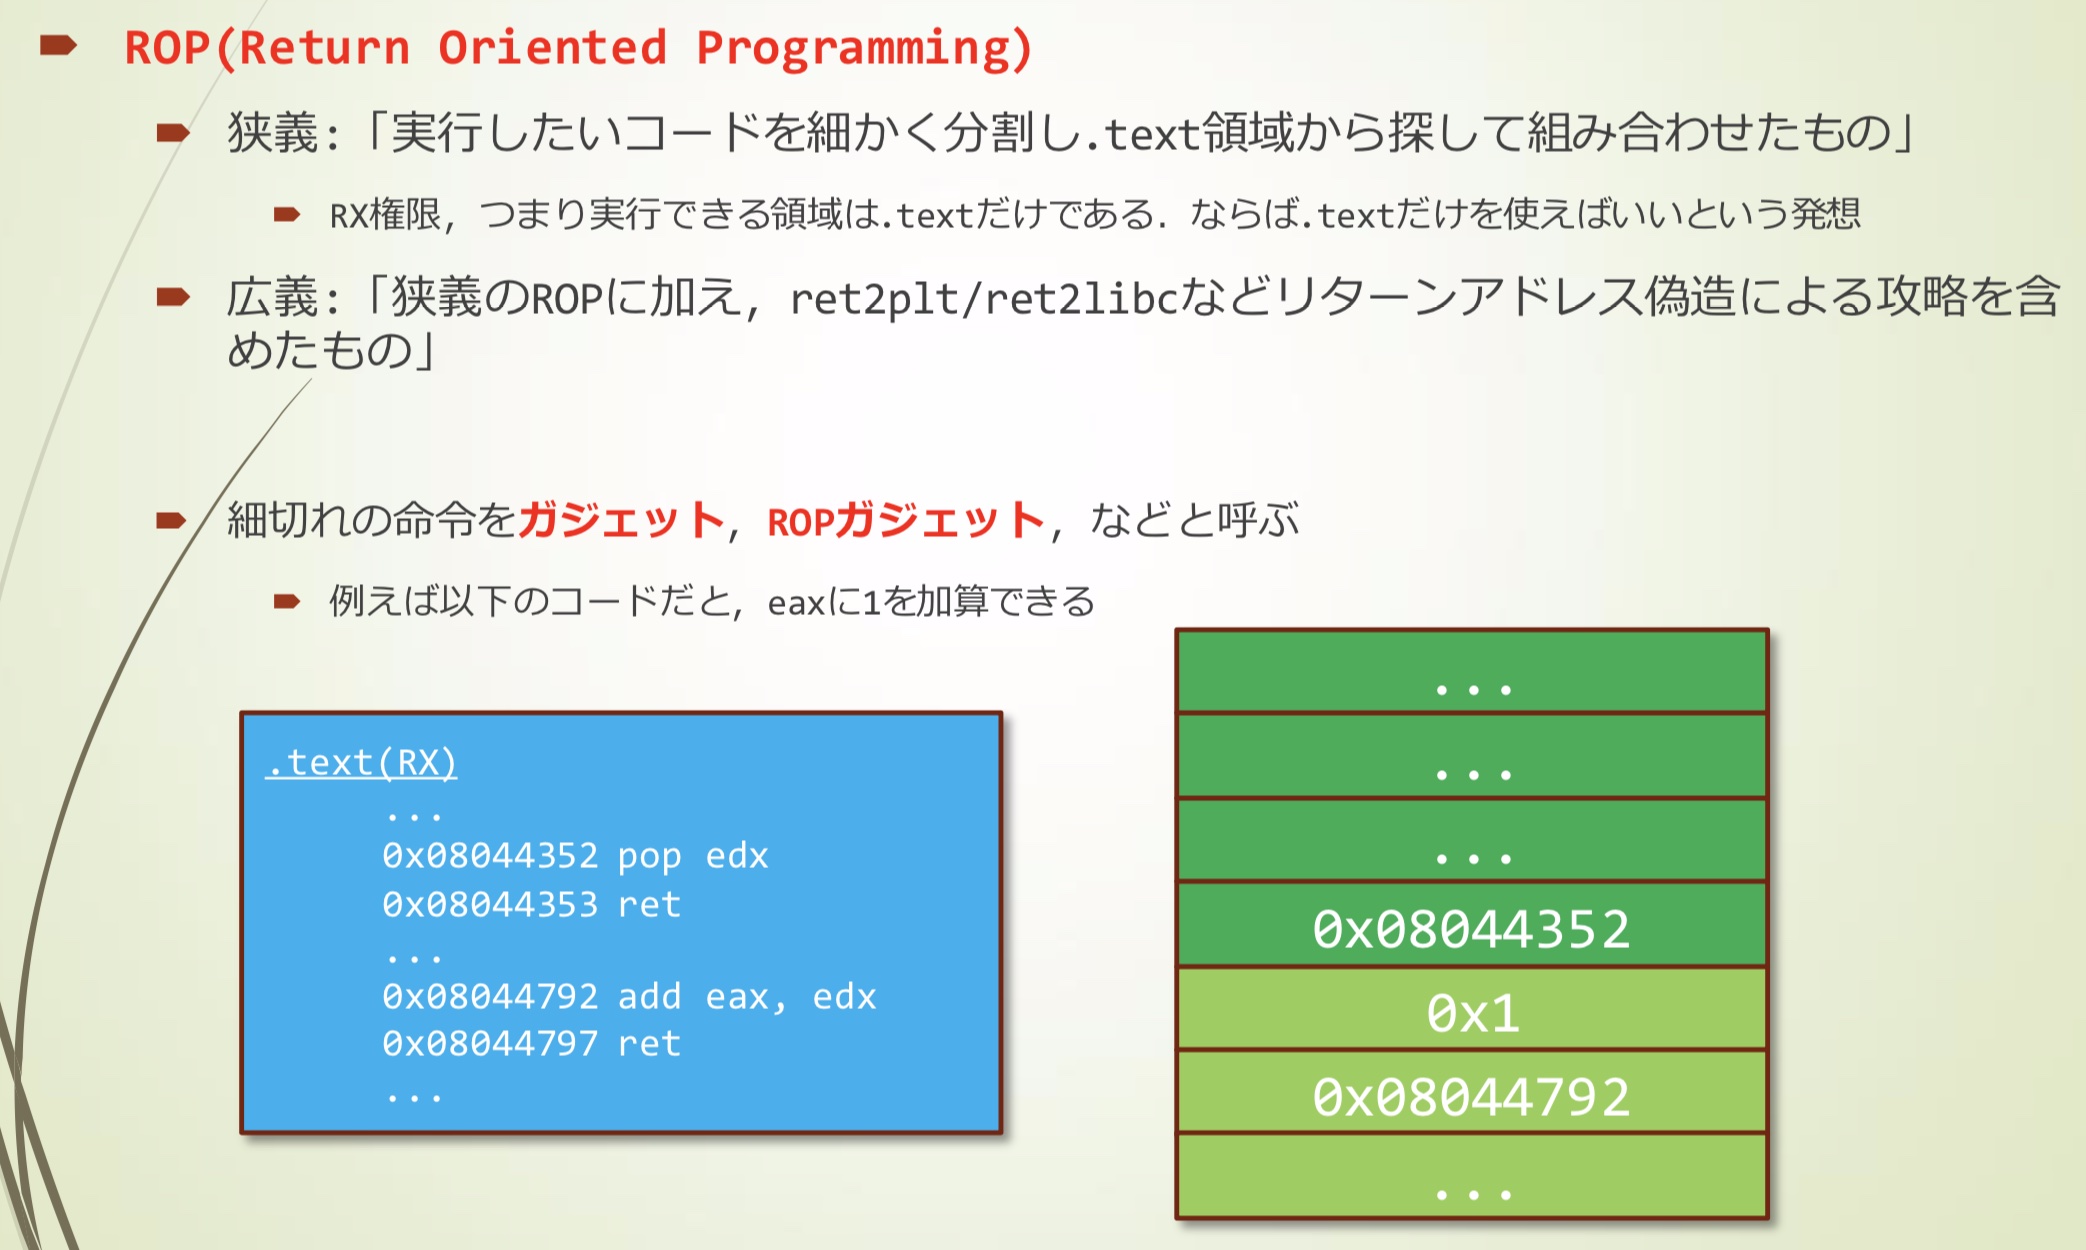 ROP(Return Oriented Programming)
狭義:「実行したいコードを細かく分割し.text領域から探して組み合わせたもの」
RX権限，つまり実行できる領域は.textだけである．ならば.textだけを使えばいいという発想
広義:「狭義のROPに加え，ret2plt/ret2libcなどリターンアドレス偽造による攻略を含
めたもの」
細切れの命令をガジェット，ROPガジェット，などと呼ぶ
例えば以下のコードだと，eaxに1を加算できる
.text(RX)
...
0x08044352 pop edx
0x08044353 ret
...
0x08044792 add eax, edx
0x08044797 ret
...
...
...
...
0x08044352
0x1
0x08044792
...